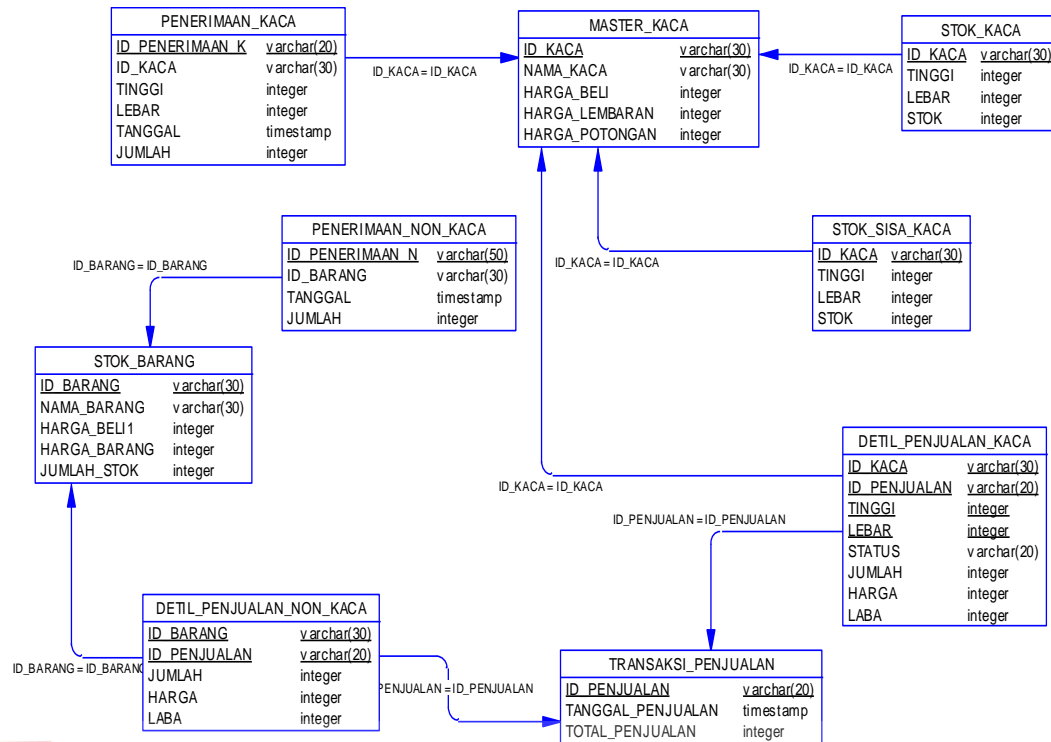 PENERIMAAN_KACA
ID_PENERIMAAN_K varchar(20)
ID_KACA varchar(30)
TINGGI integer
LEBAR integer
TANGGAL timestamp
JUMLAH integer
ID_KACA = ID_KACA
MASTER_KACA
ID_KACA varchar(30)
NAMA_KACA varchar(30)
HARGA_BELI integer
HARGA_LEMBARAN integer
HARGA_POTONGAN integer
ID_KACA = ID_KACA
STOK_KACA
ID_KACA varchar(30)
TINGGI integer
LEBAR integer
STOK integer
PENERIMAAN_NON_KACA
ID_PENERIMAAN_N varchar(50)
ID_BARANG varchar(30)
TANGGAL timestamp
JUMLAH integer
ID_BARANG = ID_BARANG
ID_KACA = ID_KACA
STOK_SISA_KACA
ID_KACA varchar(30)
TINGGI integer
LEBAR integer
STOK integer
STOK_BARANG
ID_BARANG varchar(30)
NAMA_BARANG varchar(30)
HARGA_BELI1 integer
HARGA_BARANG integer
JUMLAH_STOK integer
ID_KACA = ID_KACA
DETIL_PENJUALAN_KACA
ID_KACA varchar(30)
ID_PENJUALAN varchar(20)
TINGGI integer
LEBAR integer
STATUS varchar(20)
JUMLAH integer
HARGA integer
LABA integer
ID_PENJUALAN = ID_PENJUALAN
DETIL_PENJUALAN_NON_KACA
ID_BARANG varchar(30)
ID_PENJUALAN varchar(20)
JUMLAH integer
HARGA integer
LABA integer
ID_BARANG = ID_BARANG
PENJUALAN = ID_PENJUALAN
TRANSAKSI_PENJUALAN
ID_PENJUALAN varchar(20)
TANGGAL_PENJUALAN timestamp
TOTAL_PENJUALAN integer